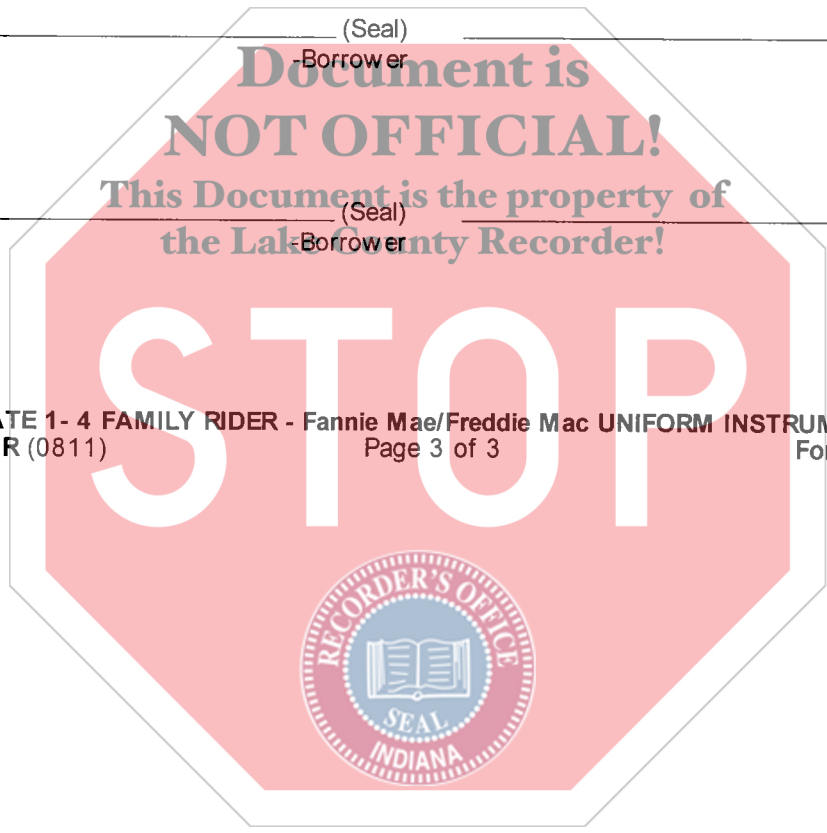 (Seal)
-Borrower
Document is
NOT OFFICIAL!
This Document is the property of
the Lake County Recorder!
(Seal)
-Borrower
STOP
TE 1- 4 FAMILY RIDER - Fannie Mae/Freddie Mac UNIFORM INSTRUM
R (0811)
Page 3 of 3
For
RECORDER'S OFFICE
SEAL
INDIANA